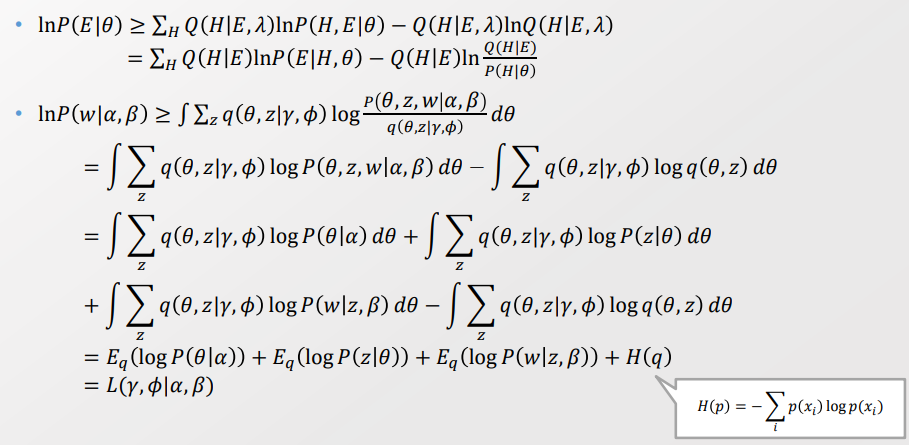 • lnP(E|θ) ≥ ∑_H Q(H|E, λ)lnP(H, E|θ) − Q(H|E, λ)lnQ(H|E, λ)
= ∑_H Q(H|E)lnP(E|H, θ) − Q(H|E)ln Q(H|E)/P(H|θ)
• lnP(w|α, β) ≥ ∫ ∑_z q(θ, z|γ, ϕ) log P(θ, z, w|α, β)/q(θ,z|γ,ϕ) dθ
= ∫ ∑_z q(θ, z|γ, ϕ) log P(θ, z, w|α, β) dθ − ∫ ∑_z q(θ, z|γ, ϕ) log q(θ, z) dθ
= ∫ ∑_z q(θ, z|γ, ϕ) log P(θ|α) dθ + ∫ ∑_z q(θ, z|γ, ϕ) log P(z|θ) dθ
+ ∫ ∑_z q(θ, z|γ, ϕ) log P(w|z, β) dθ − ∫ ∑_z q(θ, z|γ, ϕ) log q(θ, z) dθ
= E_q(log P(θ|α)) + E_q(log P(z|θ)) + E_q(log P(w|z, β)) + H(q)
= L(γ, ϕ|α, β)
H(p) = − ∑_i p(x_i) log p(x_i)